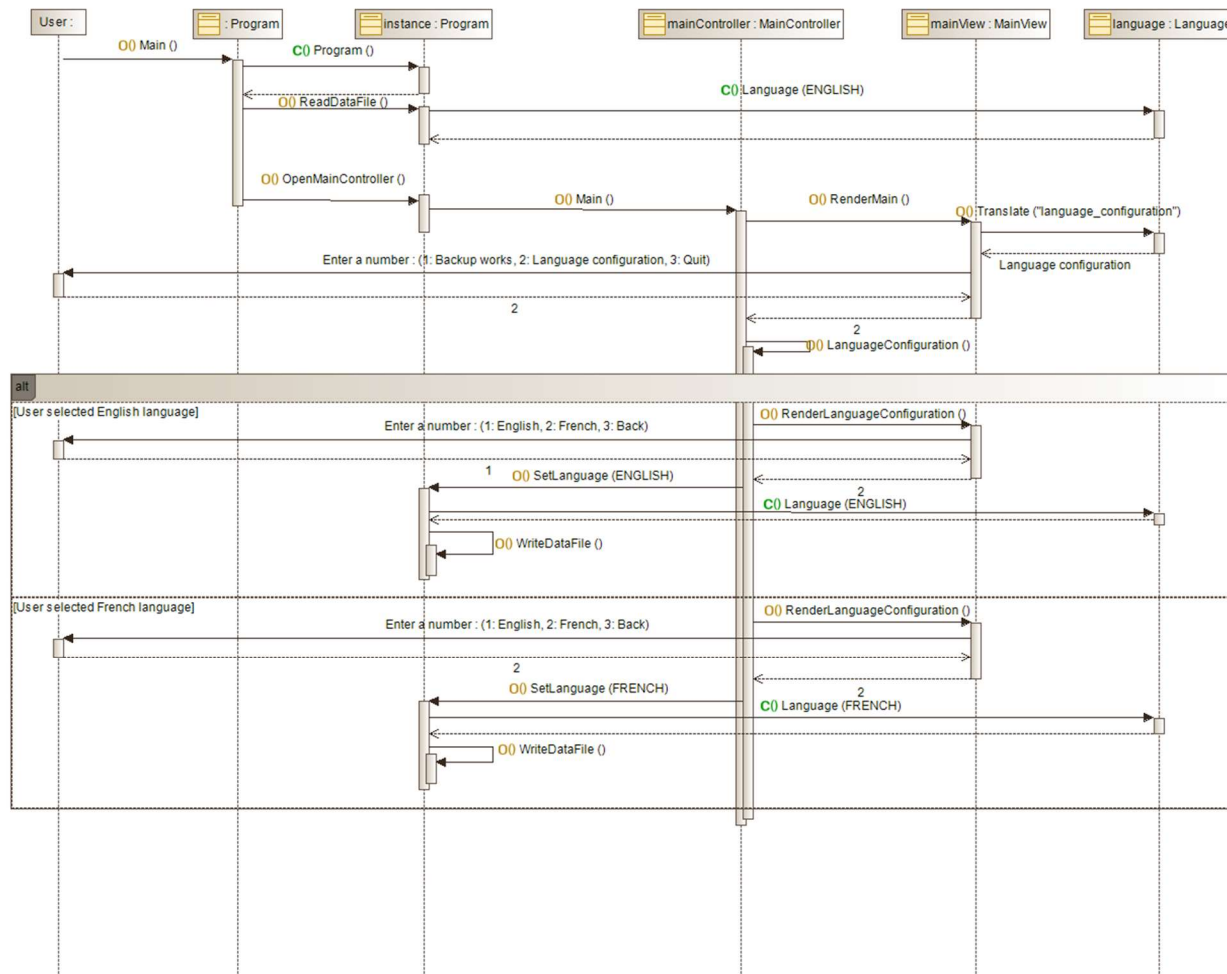 User :
: Program
instance : Program
mainController : MainController
mainView : MainView
language : Language
O() Main ()
C() Program ()
O() ReadDataFile ()
C() Language (ENGLISH)
O() OpenMainController ()
O() Main ()
O() RenderMain ()
O() Translate ("language_configuration")
Enter a number : (1: Backup works, 2: Language configuration, 3: Quit)
Language configuration
2
2
O() LanguageConfiguration ()
alt
[User selected English language]
O() RenderLanguageConfiguration ()
Enter a number : (1: English, 2: French, 3: Back)
1
O() SetLanguage (ENGLISH)
2
C() Language (ENGLISH)
O() WriteDataFile ()
[User selected French language]
O() RenderLanguageConfiguration ()
Enter a number : (1: English, 2: French, 3: Back)
2
O() SetLanguage (FRENCH)
2
C() Language (FRENCH)
O() WriteDataFile ()